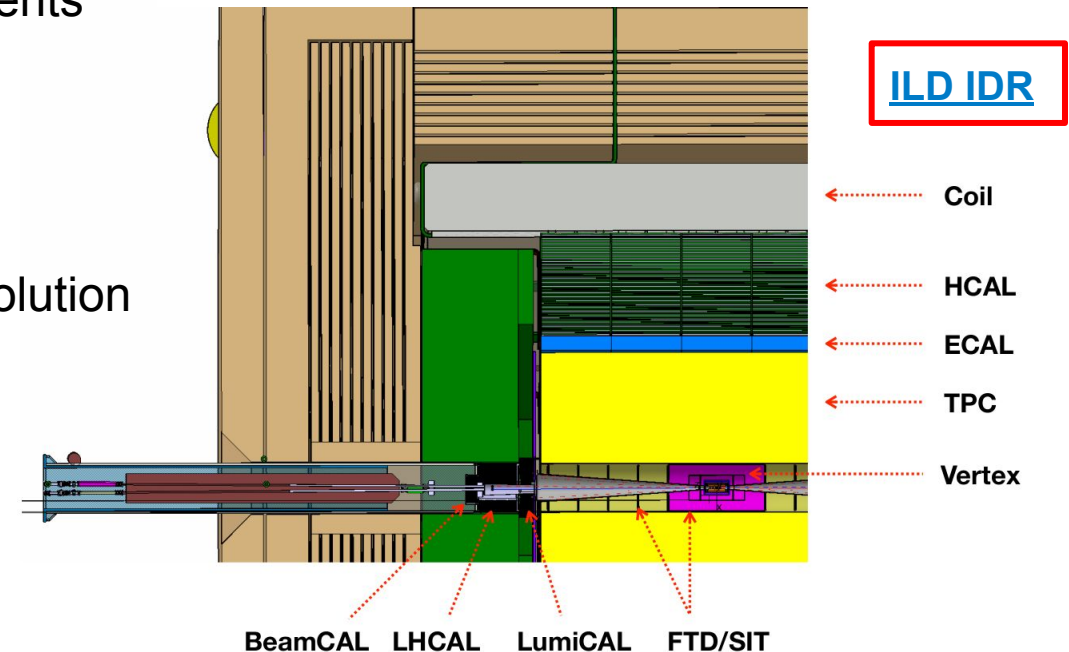 ents
ILD IDR
Coil
HCAL
olution
ECAL
TPC
Vertex
BeamCAL LHCAL LumiCAL FTD/SIT